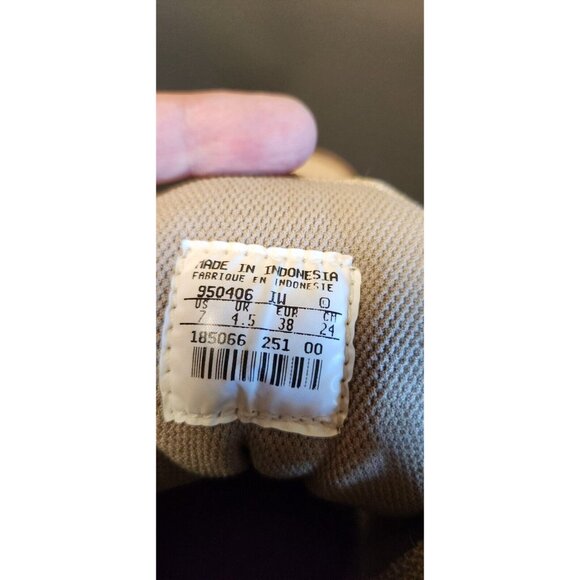 MADE IN INDONESIA
FABRIQUE EN INDONESIE
950406 IW
US UK EUR CM
7 4.5 38 24
185066 251 00